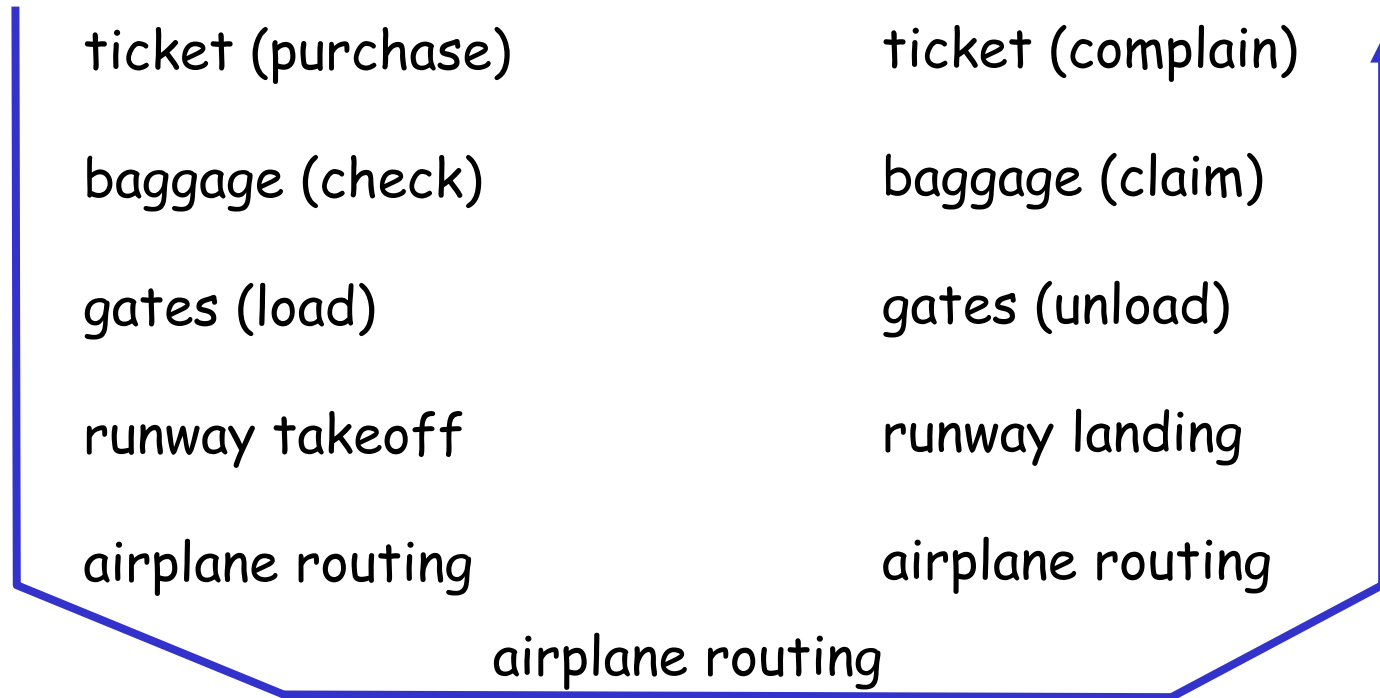 ticket (purchase)
baggage (check)
gates (load)
runway takeoff
airplane routing
airplane routing
ticket (complain)
baggage (claim)
gates (unload)
runway landing
airplane routing